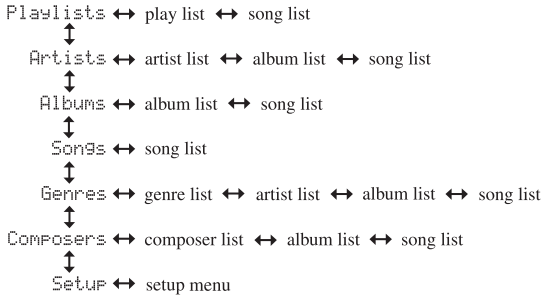 Playlists ↔ play list ↔ song list
Artists ↔ artist list ↔ album list ↔ song list
Albums ↔ album list ↔ song list
Songs ↔ song list
Genres ↔ genre list ↔ artist list ↔ album list ↔ song list
Composers ↔ composer list ↔ album list ↔ song list
Setup ↔ setup menu